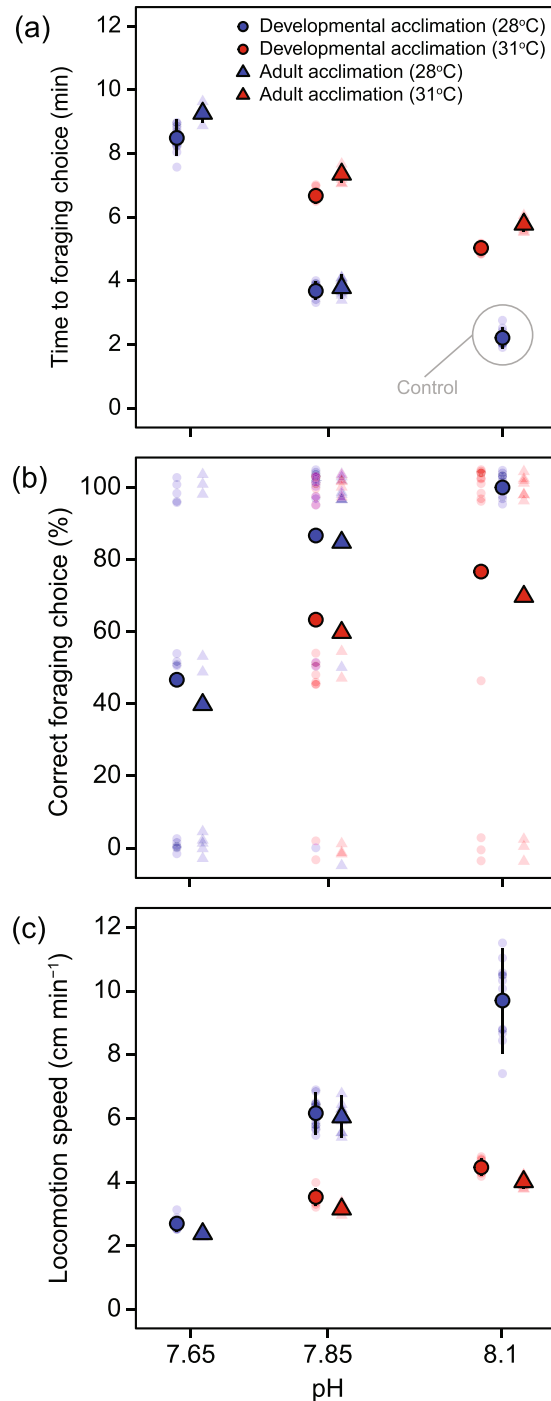 (a)
Developmental acclimation (28°C)
Developmental acclimation (31°C)
Adult acclimation (28°C)
Adult acclimation (31°C)
Time to foraging choice (min)
12
10
8
6
4
2
0
Control
(b)
Correct foraging choice (%)
100
80
60
40
20
0
(c)
Locomotion speed (cm min⁻¹)
12
10
8
6
4
2
0
7.65 7.85 8.1
pH